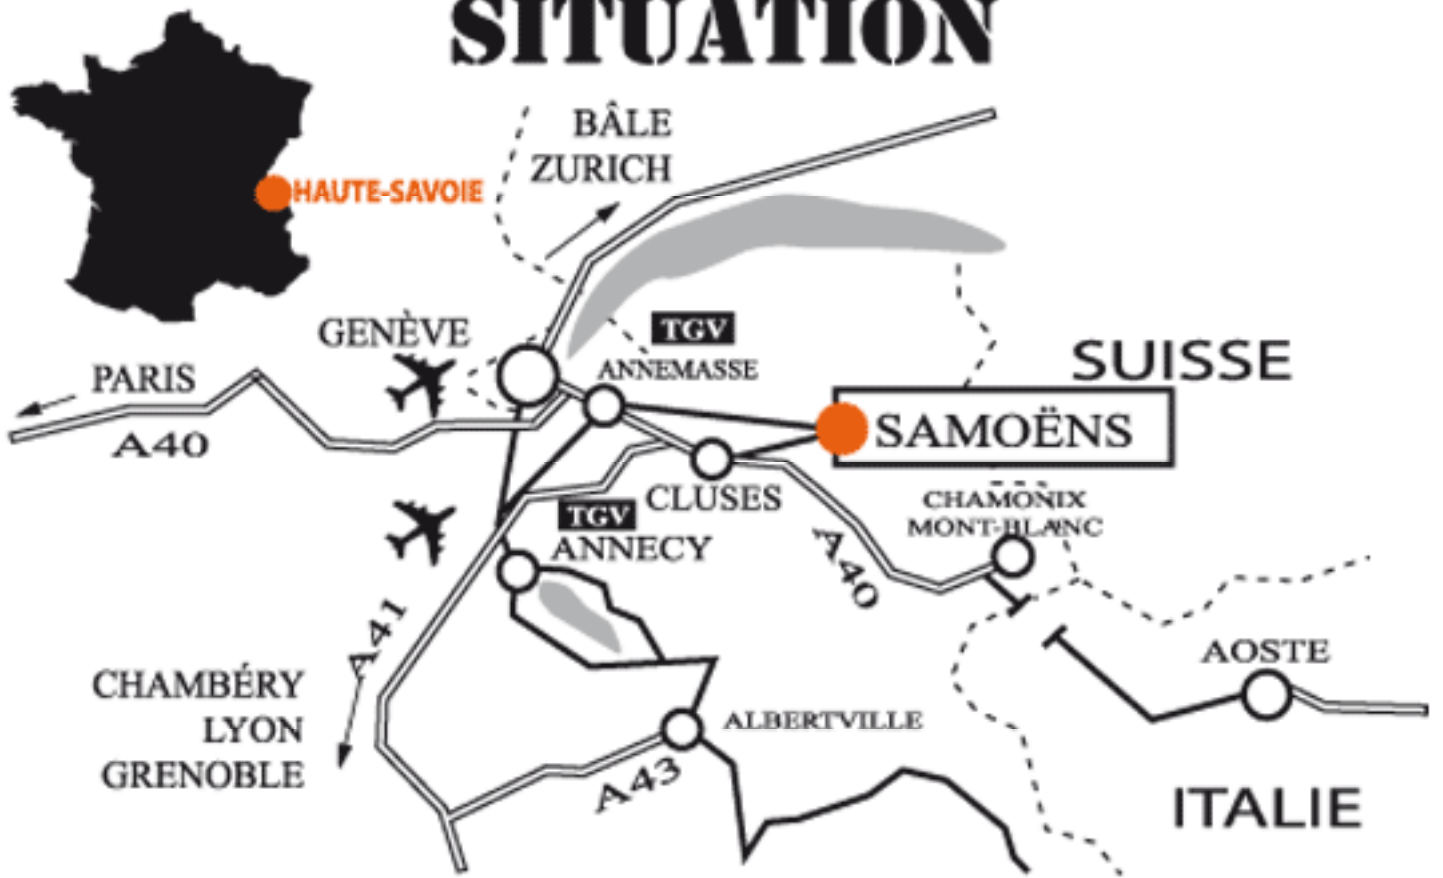 SITUATION
BÂLE
ZURICH
HAUTE-SAVOIE
GENÈVE
TGV
ANNEMASSE
SUISSE
PARIS
A40
SAMOËNS
CLUSES
CHAMONIX
MONT-BLANC
TGV
ANNECY
A40
A41
AOSTE
CHAMBÉRY
LYON
GRENOBLE
ALBERTVILLE
A43
ITALIE